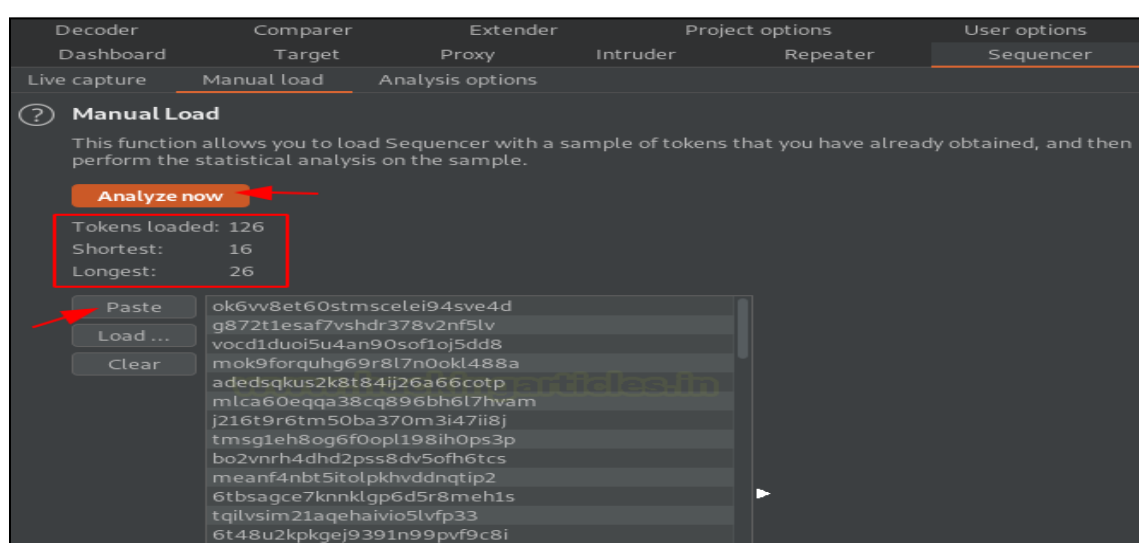 Decoder Comparer Extender Project options User options
Dashboard Target Proxy Intruder Repeater Sequencer
Live capture Manual load Analysis options
? Manual Load
This function allows you to load Sequencer with a sample of tokens that you have already obtained, and then
perform the statistical analysis on the sample.
Analyze now
Tokens loaded: 126
Shortest: 16
Longest: 26
Paste
Load ...
Clear
ok6vv8et60stmscelei94sve4d
g872t1esaf7vshdr378v2nf5lv
vocd1duoi5u4an90sof1oj5dd8
mok9forquhg69r8l7n0okl488a
adedsqkus2k8t84ij26a66cotp
mlca60eqqa38cq896bh6l7hvam
j216t9r6tm50ba370m3i47ii8j
tmsg1eh8og6f0opl198ih0ps3p
bo2vnrh4dhd2pss8dv5ofh6tcs
meanf4nbt5itolpkhvddnqtip2
6tbsagce7knnklgp6d5r8meh1s
tqilvsim21aqehaivio5lvfp33
6t48u2kpkgej9391n99pvf9c8i